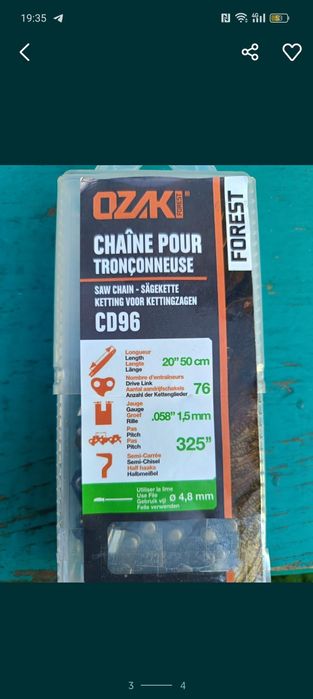 19:35
OZAKI
FOREST
FOREST
CHAÎNE POUR
TRONÇONNEUSE
SAW CHAIN - SÄGEKETTE
KETTING VOOR KETTINGZAGEN
CD96
Longueur
Length
Lengte
Länge
20" 50 cm
Nombre d'entraîneurs
Drive Link
Aantal aandrijfschakels
Anzahl der Kettenglieder
76
Jauge
Gauge
Groef
Rille
.058" 1,5 mm
Pas
Pitch
Pas
Pitch
325"
Semi-Carrée
Semi-Chisel
Half haaks
Halbmeißel
Utiliser la lime
Use File
Gebruik vijl
Feile verwenden
ø 4,8 mm
3
4